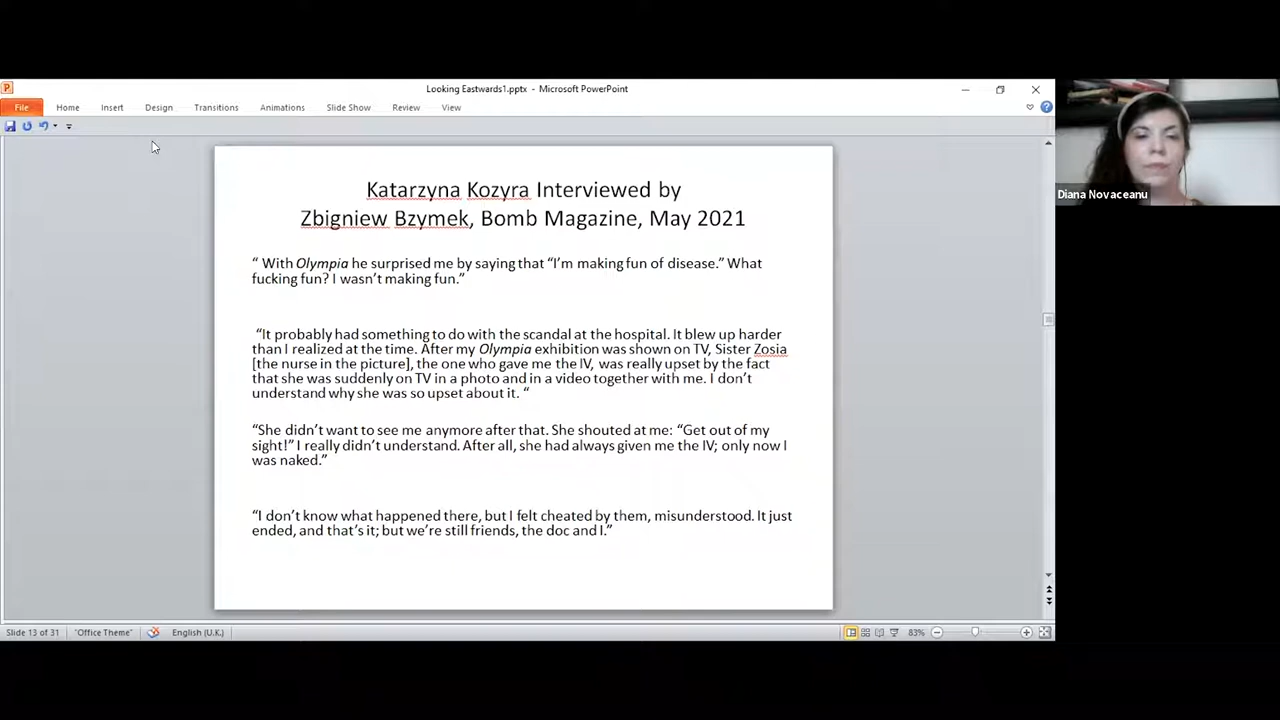 Looking Eastwards1.pptx - Microsoft PowerPoint
File Home Insert Design Transitions Animations Slide Show Review View
Katarzyna Kozyra Interviewed by
Zbigniew Bzymek, Bomb Magazine, May 2021
“ With Olympia he surprised me by saying that “I’m making fun of disease.” What
fucking fun? I wasn’t making fun.”
“It probably had something to do with the scandal at the hospital. It blew up harder
than I realized at the time. After my Olympia exhibition was shown on TV, Sister Zosia
[the nurse in the picture], the one who gave me the IV, was really upset by the fact
that she was suddenly on TV in a photo and in a video together with me. I don’t
understand why she was so upset about it. “
“She didn’t want to see me anymore after that. She shouted at me: “Get out of my
sight!” I really didn’t understand. After all, she had always given me the IV; only now I
was naked.”
“I don’t know what happened there, but I felt cheated by them, misunderstood. It just
ended, and that’s it; but we’re still friends, the doc and I.”
Slide 13 of 31 "Office Theme" English (U.K.) 83%
Diana Novaceanu